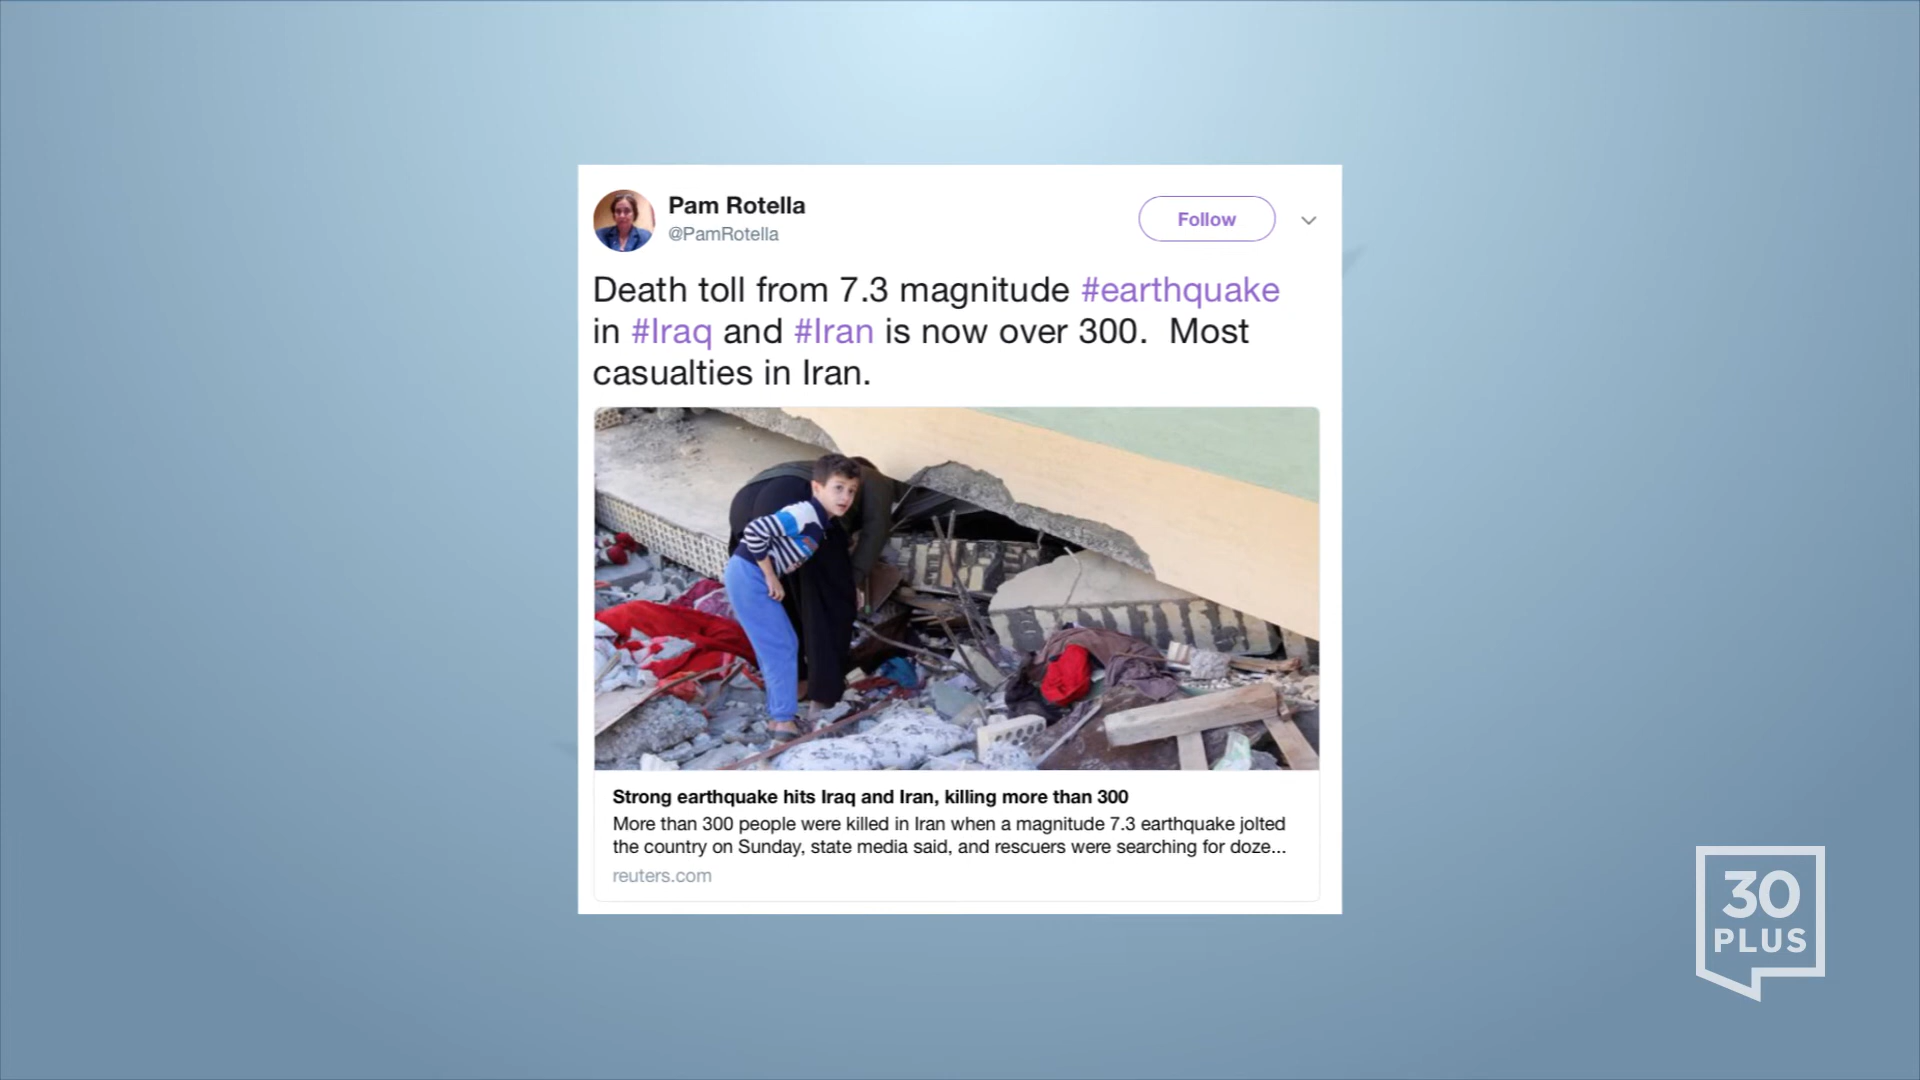 Pam Rotella
@PamRotella
Follow
Death toll from 7.3 magnitude #earthquake
in #Iraq and #Iran is now over 300.  Most
casualties in Iran.
Strong earthquake hits Iraq and Iran, killing more than 300
More than 300 people were killed in Iran when a magnitude 7.3 earthquake jolted
the country on Sunday, state media said, and rescuers were searching for doze...
reuters.com
30
PLUS